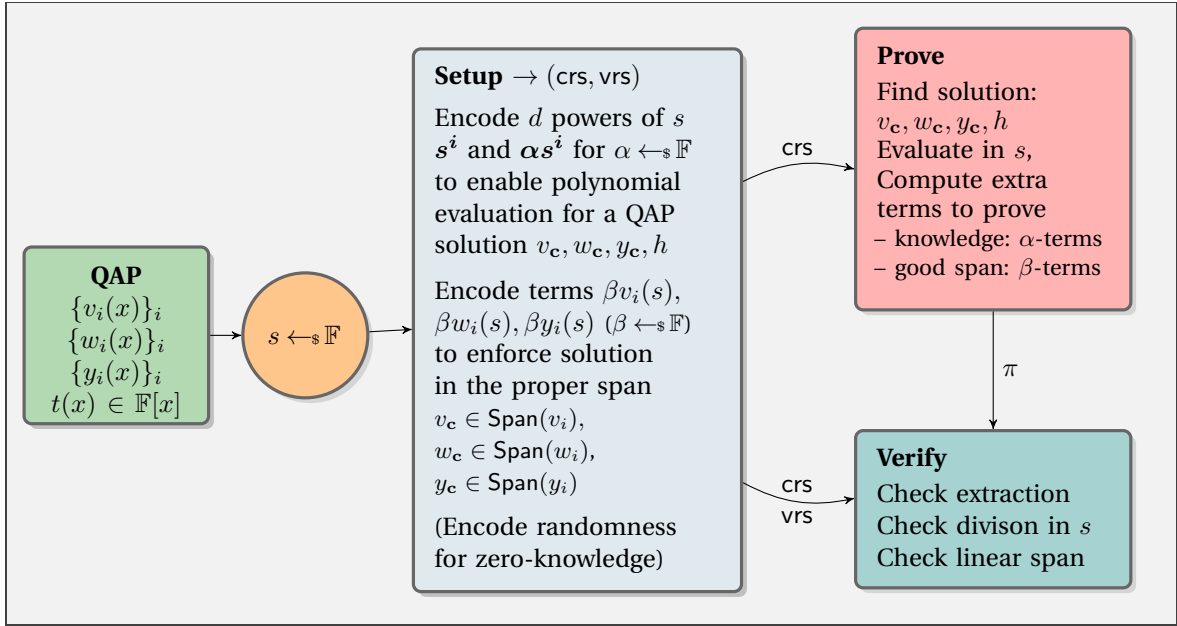 QAP
{v_i(x)}_i
{w_i(x)}_i
{y_i(x)}_i
t(x) ∈ 𝔽[x]
s ←$ 𝔽
Setup → (crs, vrs)
Encode d powers of s
s^i and αs^i for α ←$ 𝔽
to enable polynomial
evaluation for a QAP
solution v_c, w_c, y_c, h
Encode terms βv_i(s),
βw_i(s), βy_i(s) (β ←$ 𝔽)
to enforce solution
in the proper span
v_c ∈ Span(v_i),
w_c ∈ Span(w_i),
y_c ∈ Span(y_i)
(Encode randomness
for zero-knowledge)
crs
Prove
Find solution:
v_c, w_c, y_c, h
Evaluate in s,
Compute extra
terms to prove
– knowledge: α-terms
– good span: β-terms
π
crs
vrs
Verify
Check extraction
Check divison in s
Check linear span